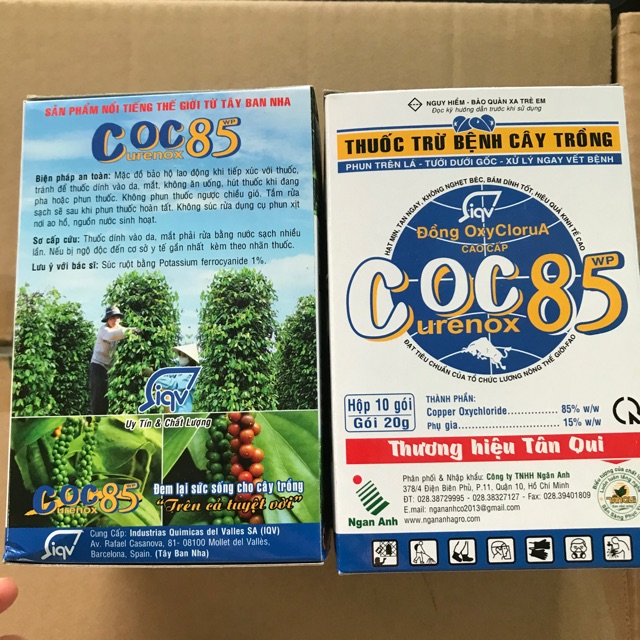 SẢN PHẨM NỔI TIẾNG THẾ GIỚI TỪ TÂY BAN NHA
COC85 WP
Curenox
Biện pháp an toàn: Mặc đồ bảo hộ lao động khi tiếp xúc với thuốc,
tránh để thuốc dính vào da, mắt, không ăn uống, hút thuốc khi đang
pha hoặc phun thuốc. Không phun thuốc ngược chiều gió. Tắm rửa
sạch sẽ sau khi phun thuốc hoàn tất. Không súc rửa dụng cụ phun xịt
nơi ao hồ, nguồn nước sinh hoạt.
Sơ cấp cứu: Thuốc dính vào da, mắt phải rửa bằng nước sạch nhiều
lần. Nếu bị ngộ độc đến cơ sở y tế gần nhất kèm theo nhãn thuốc.
Lưu ý với bác sĩ: Súc ruột bằng Potassium ferrocyanide 1%.
Siqv
Uy Tín & Chất Lượng
COC85
Curenox
Đem lại sức sống cho cây trồng
"Trên cả tuyệt vời"
Siqv
Cung Cấp: Industrias Quimicas del Valles SA (IQV)
Av. Rafael Casanova, 81- 08100 Mollet del Vallès,
Barcelona, Spain. (Tây Ban Nha)
NGUY HIỂM - BẢO QUẢN XA TRẺ EM
Đọc kỹ hướng dẫn trước khi sử dụng
THUỐC TRỪ BỆNH CÂY TRỒNG
PHUN TRÊN LÁ - TƯỚI DƯỚI GỐC - XỬ LÝ NGAY VẾT BỆNH
HẠT MỊN, TAN NGAY, KHÔNG NGHẸT BÉC, BÁM DÍNH TỐT, HIỆU QUẢ KINH TẾ CAO
Siqv
Đồng OxyCloruA
CAO CẤP
COC85 WP
Curenox
ĐẠT TIÊU CHUẨN CỦA TỔ CHỨC LƯƠNG NÔNG THẾ GIỚI-FAO
Hộp 10 gói
Gói 20g
THÀNH PHẦN:
Copper Oxychloride............... 85% w/w
Phụ gia.................................. 15% w/w
Thương hiệu Tân Qui
Ngan Anh
Phân phối & Nhập khẩu: Công ty TNHH Ngân Anh
378/4 Điện Biên Phủ, P.11, Quận 10, Hồ Chí Minh
ĐT: 028.38729995 - 028.38327127 - Fax: 028.39401809
E.mail: ngananhco2013@gmail.com
www.ngananhagro.com